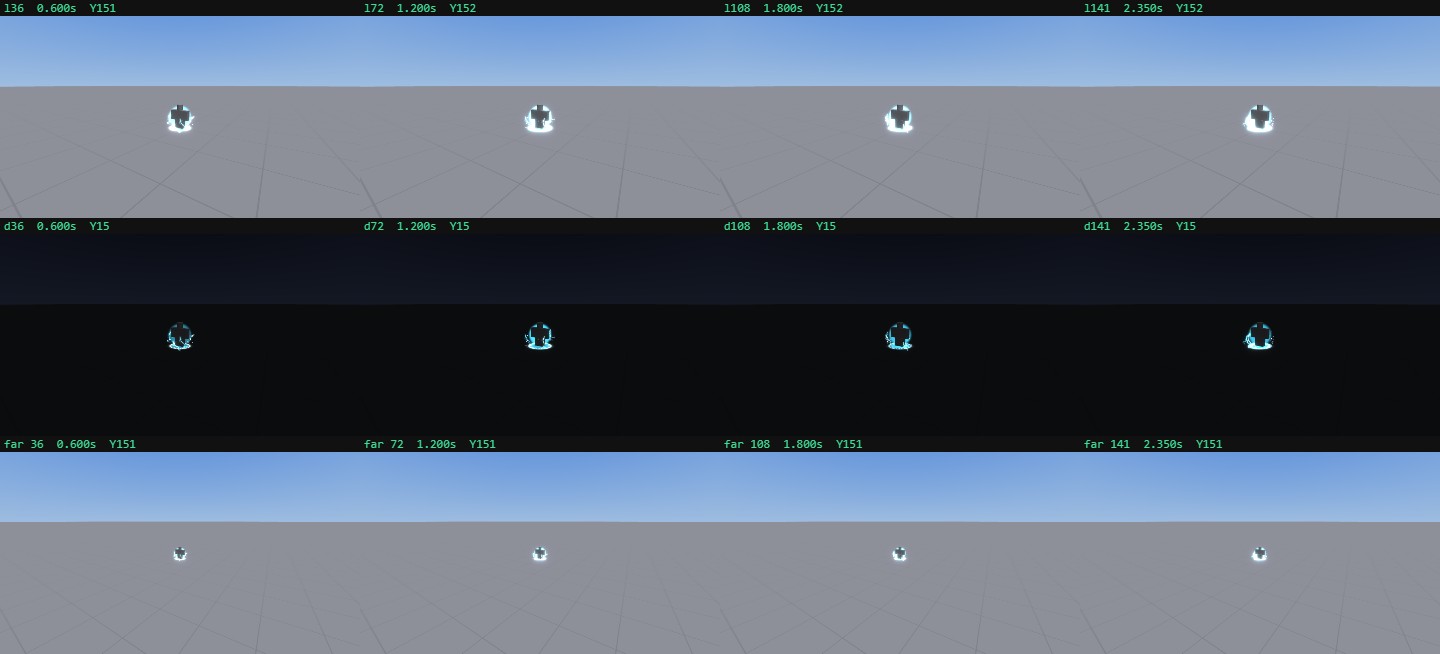 l36  0.600s  Y151
l72  1.200s  Y152
l108  1.800s  Y152
l141  2.350s  Y152
d36  0.600s  Y15
d72  1.200s  Y15
d108  1.800s  Y15
d141  2.350s  Y15
far 36  0.600s  Y151
far 72  1.200s  Y151
far 108  1.800s  Y151
far 141  2.350s  Y151